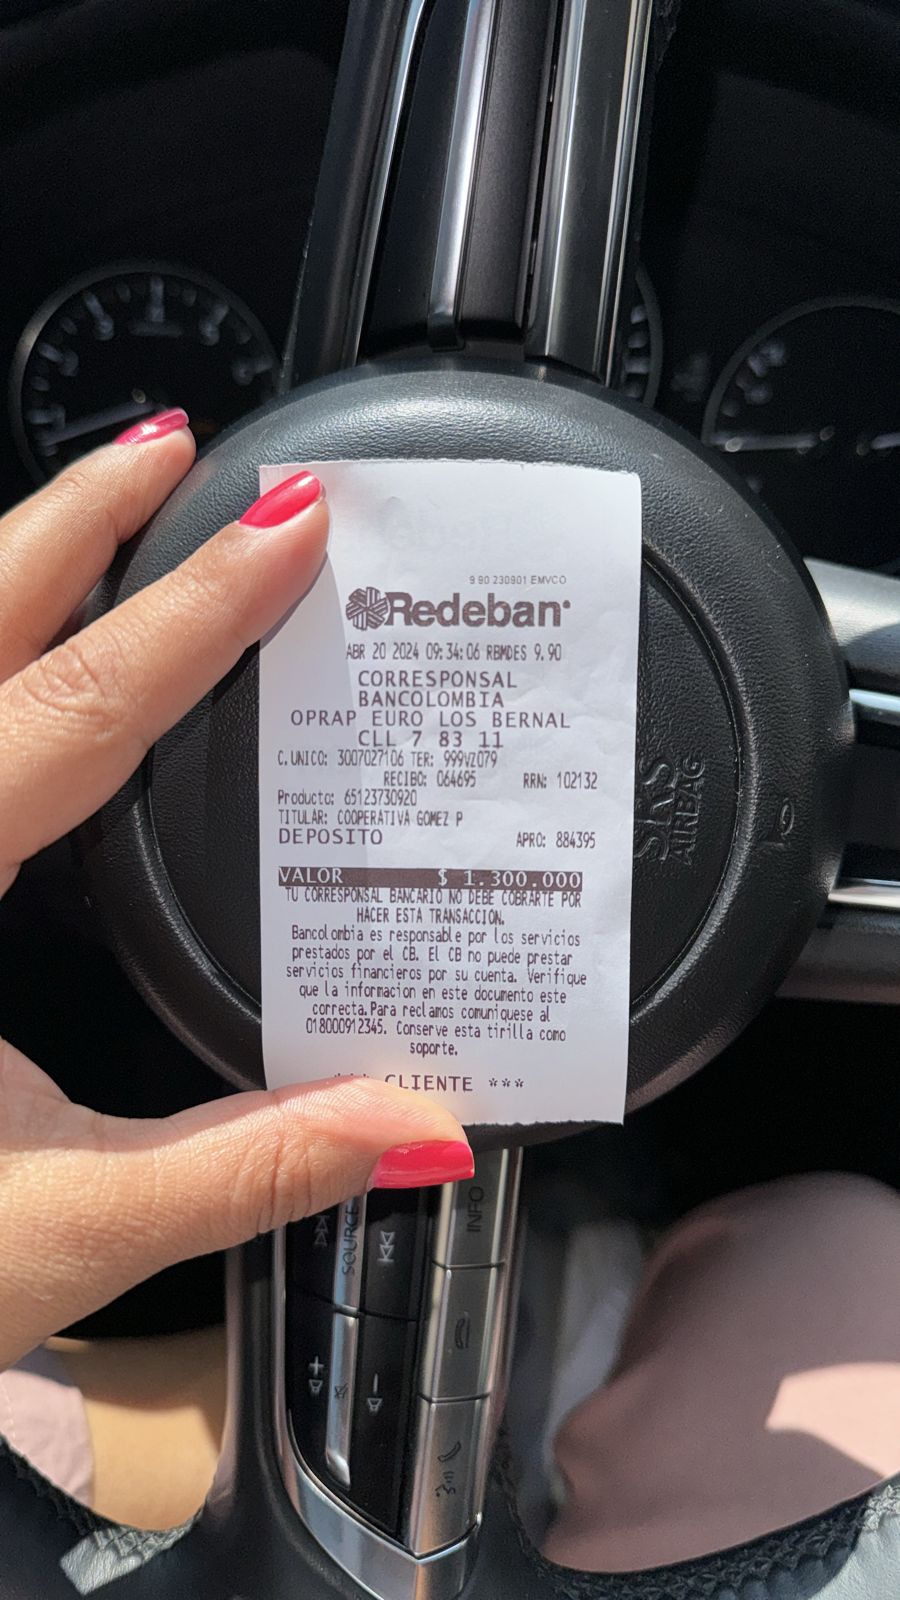 9 90 230901 EMVCO
Redeban
ABR 20 2024 09:34:06 RBMDES 9.90
CORRESPONSAL
BANCOLOMBIA
OPRAP EURO LOS BERNAL
CLL 7 83 11
C.UNICO: 3007027106 TER: 999VZ079
RECIBO: 064695 RRN: 102132
Producto: 65123730920
TITULAR: COOPERATIVA GOMEZ P
DEPOSITO APRO: 884395
VALOR $ 1.300.000
TU CORRESPONSAL BANCARIO NO DEBE COBRARTE POR
HACER ESTA TRANSACCION.
Bancolombia es responsable por los servicios
prestados por el CB. El CB no puede prestar
servicios financieros por su cuenta. Verifique
que la informacion en este documento este
correcta.Para reclamos comuniquese al
018000912345. Conserve esta tirilla como
soporte.
*** CLIENTE ***
SRS
AIRBAG
SOURCE
INFO